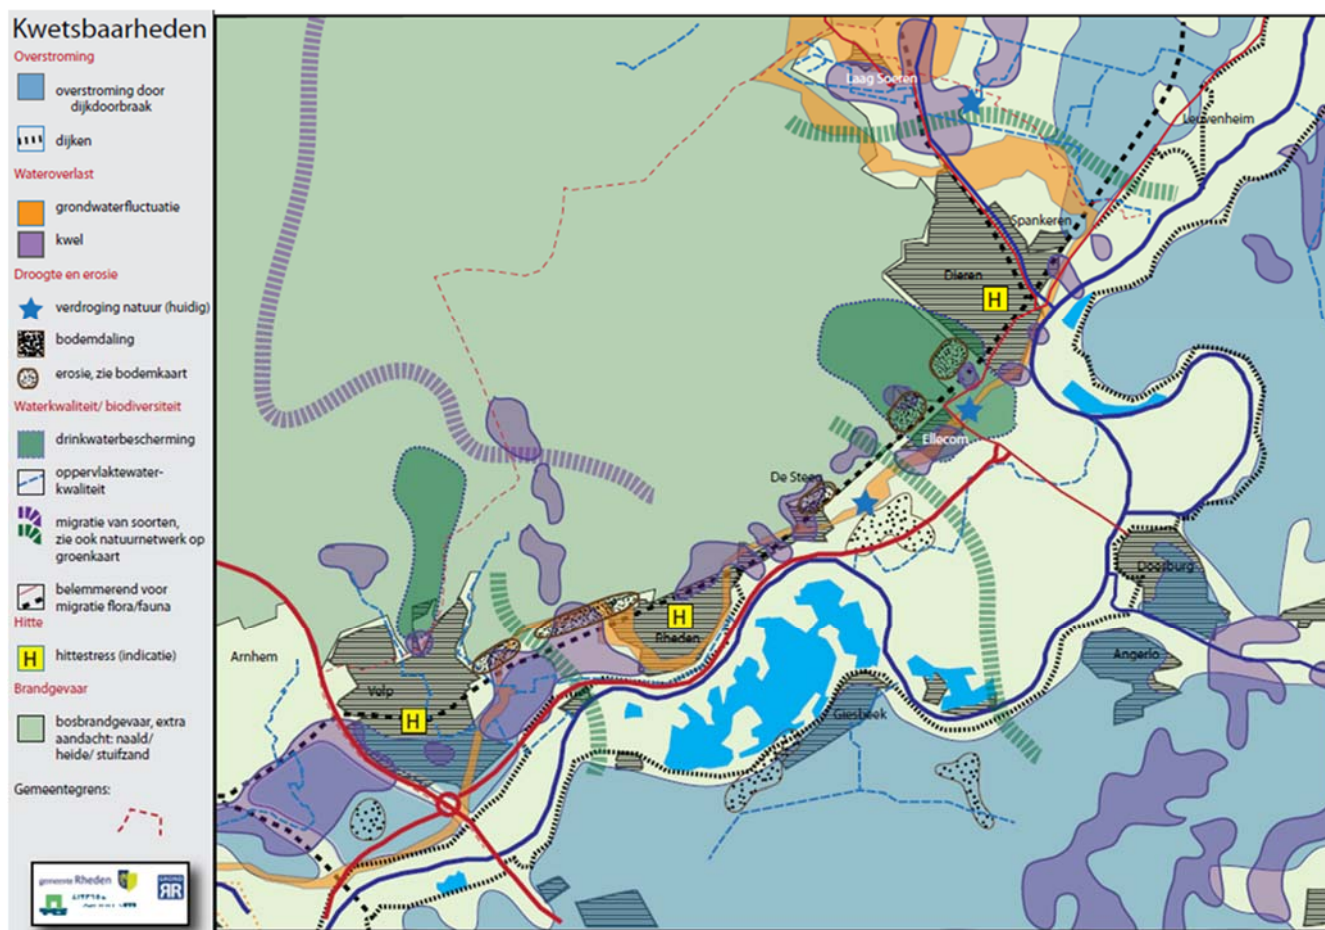 Kwetsbaarheden
Overstroming
overstroming door
dijkdoorbraak
dijken
Wateroverlast
grondwaterfluctuatie
kwel
Droogte en erosie
verdroging natuur (huidig)
bodemdaling
erosie, zie bodemkaart
Waterkwaliteit/ biodiversiteit
drinkwaterbescherming
oppervlaktewater-
kwaliteit
migratie van soorten,
zie ook natuurnetwerk op
groenkaart
belemmerend voor
migratie flora/fauna
Hitte
H
hittestress (indicatie)
Brandgevaar
bosbrandgevaar, extra
aandacht: naald/
heide/ stuifzand
Gemeentegrens:
gemeente Rheden
Laag Soeren
Leuvenheim
Spankeren
Dieren
H
Ellecom
De Steeg
Doesburg
H
Rheden
Arnhem
Angerlo
Velp
H
Giesbeek